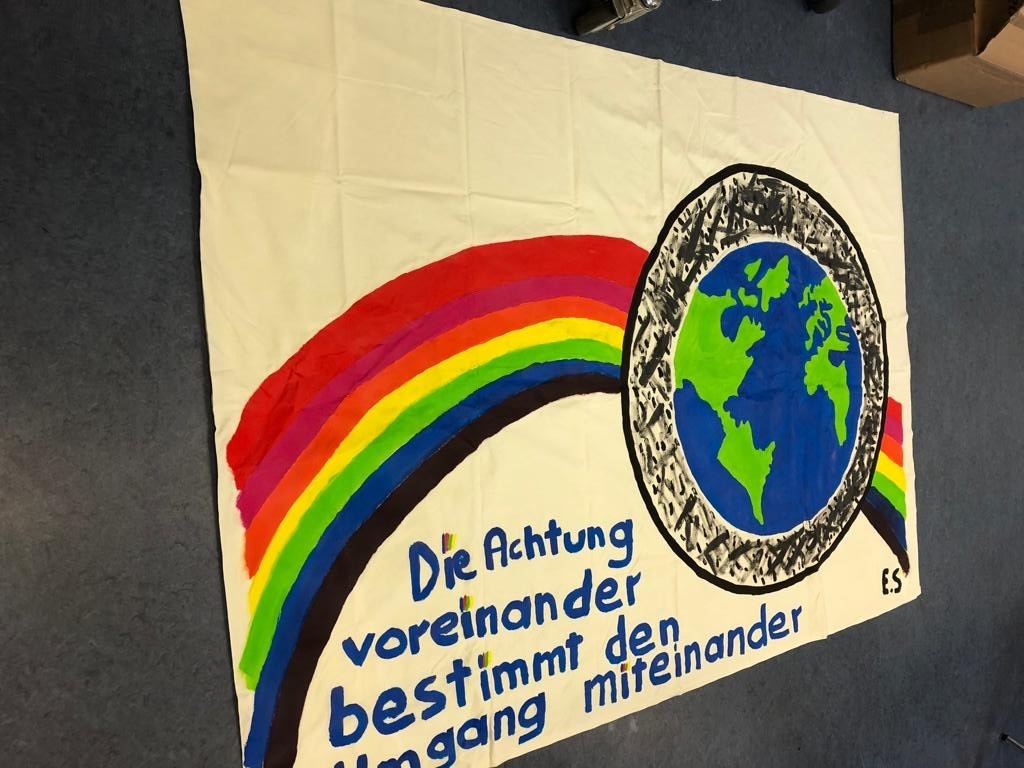 Die Achtung
voreinander
bestimmt den
Umgang miteinander
E.S